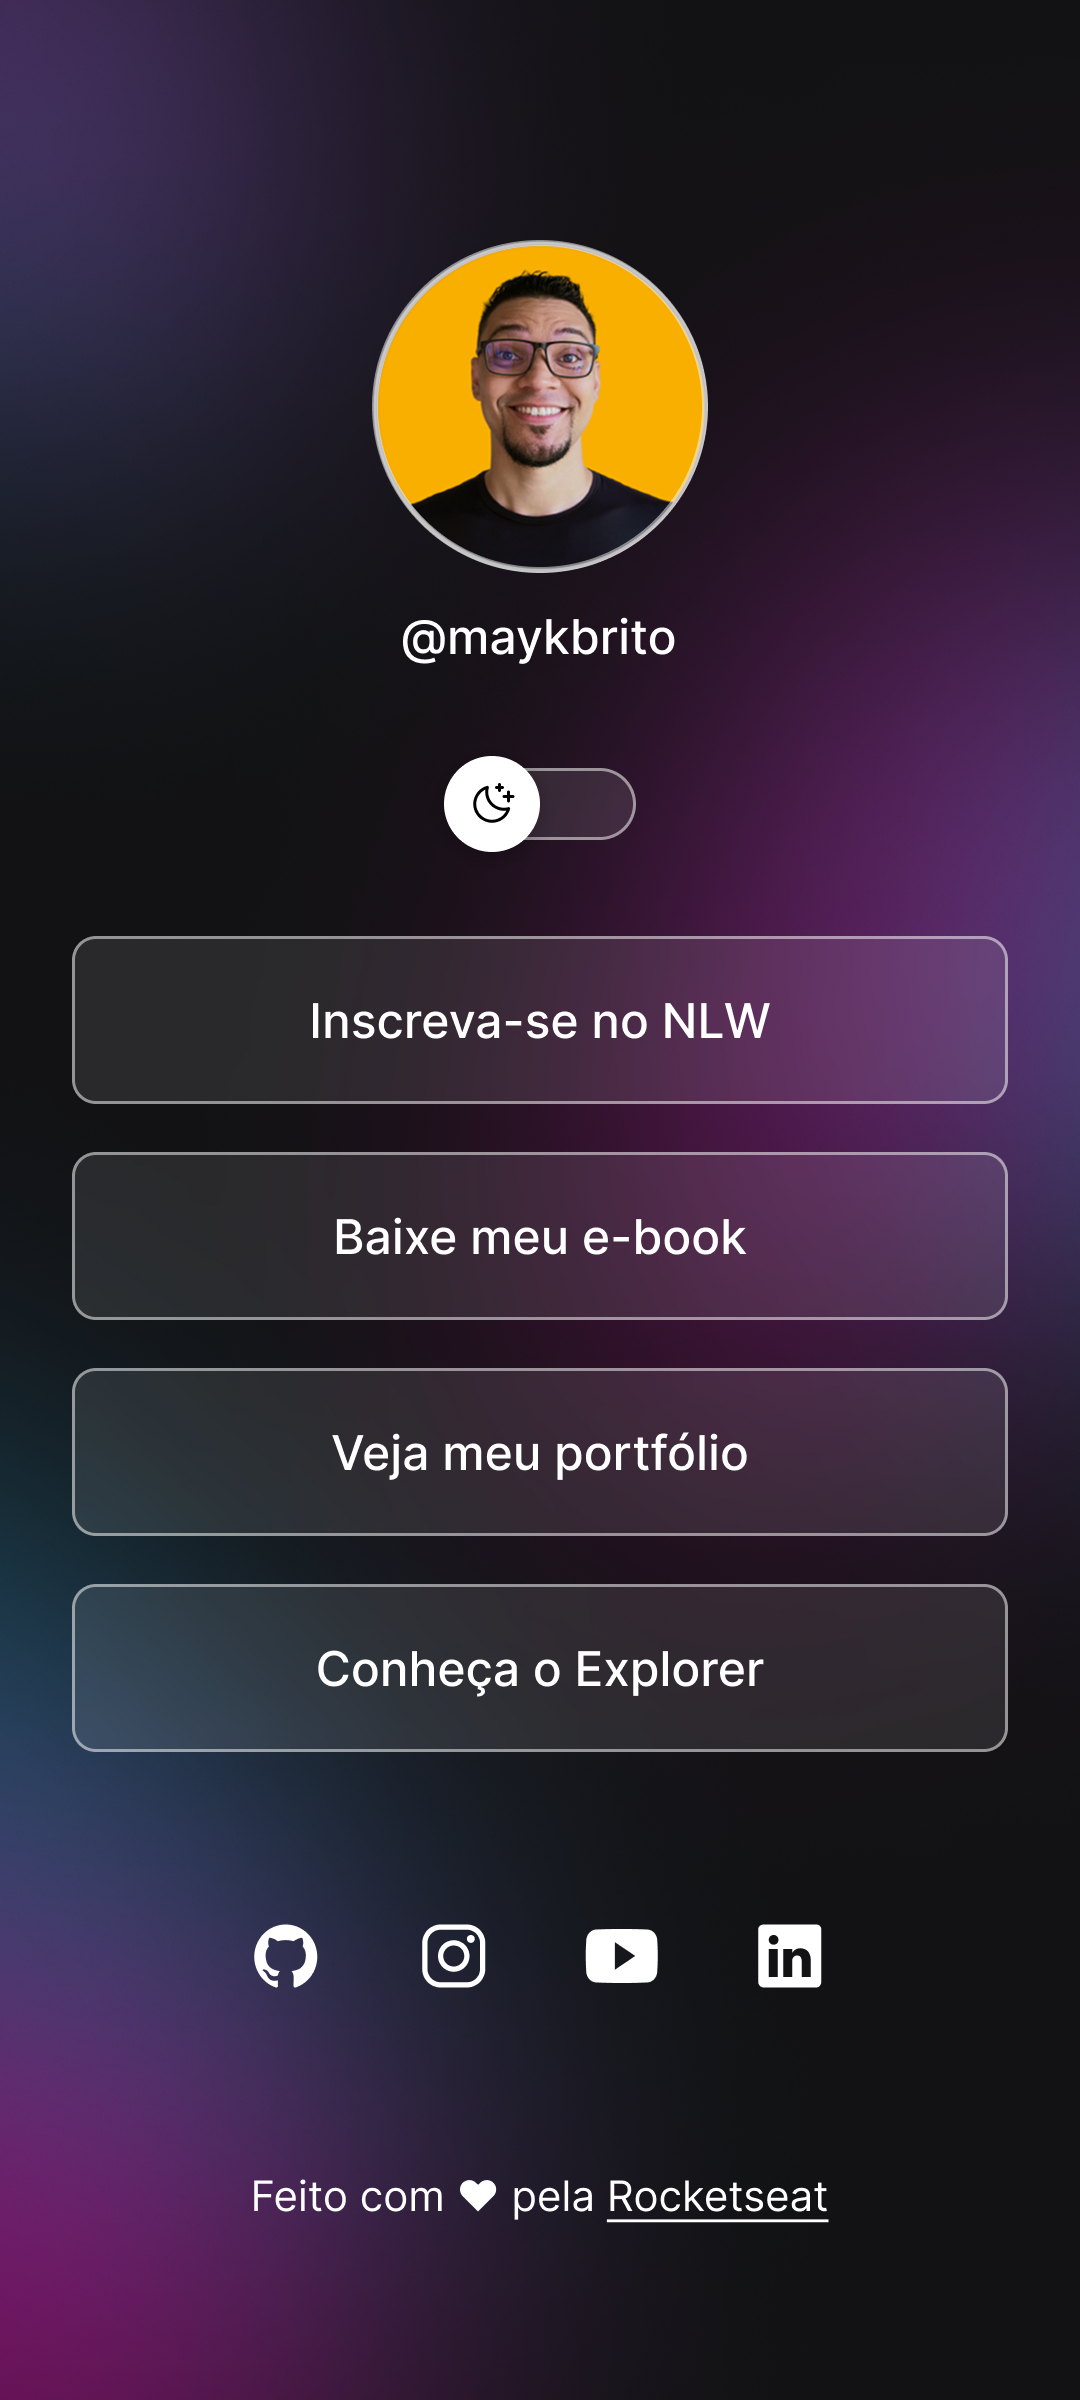 @maykbrito
Inscreva-se no NLW
Baixe meu e-book
Veja meu portfólio
Conheça o Explorer
in
Feito com ♥ pela Rocketseat